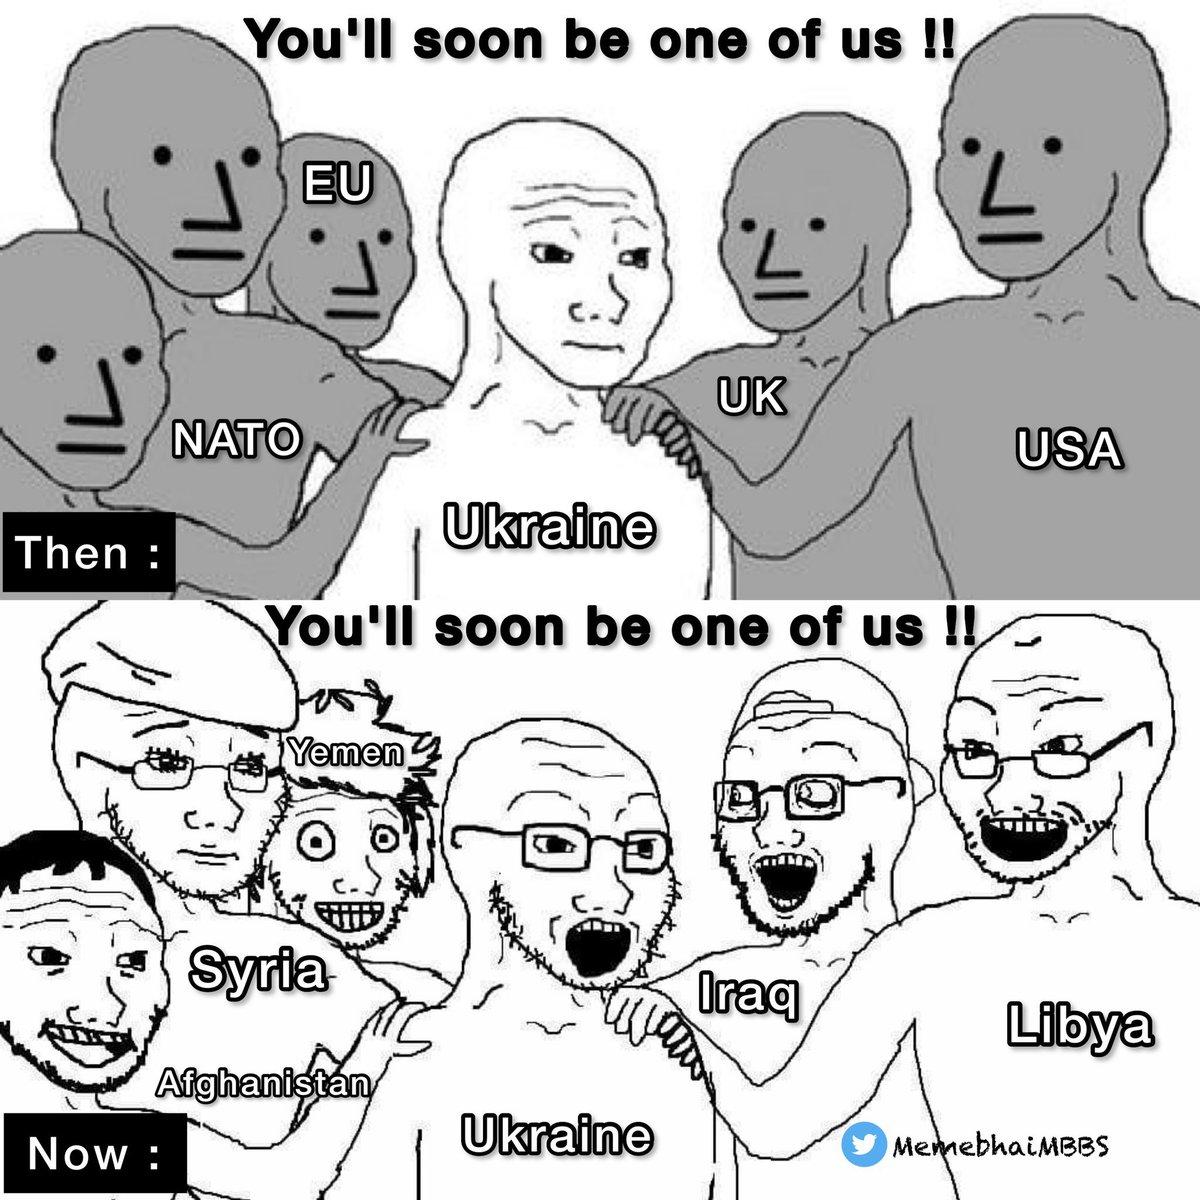 You'll soon be one of us !!
EU
UK
NATO
USA
Ukraine
Then :
You'll soon be one of us !!
Yemen
Syria
Iraq
Libya
Afghanistan
Ukraine
Now :
MemebhaiMBBS